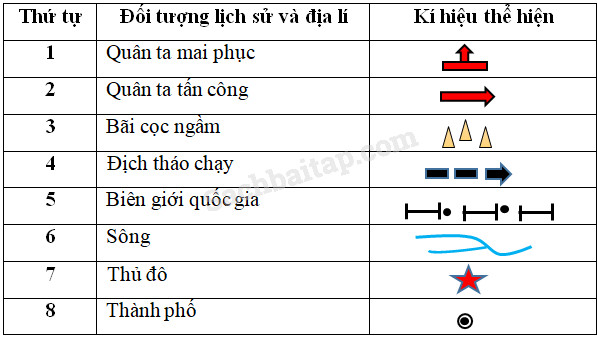 Thứ tự Đối tượng lịch sử và địa lí Kí hiệu thể hiện
1 Quân ta mai phục
2 Quân ta tấn công
3 Bãi cọc ngầm
4 Địch tháo chạy
5 Biên giới quốc gia
6 Sông
7 Thủ đô
8 Thành phố
sachbaitap.com